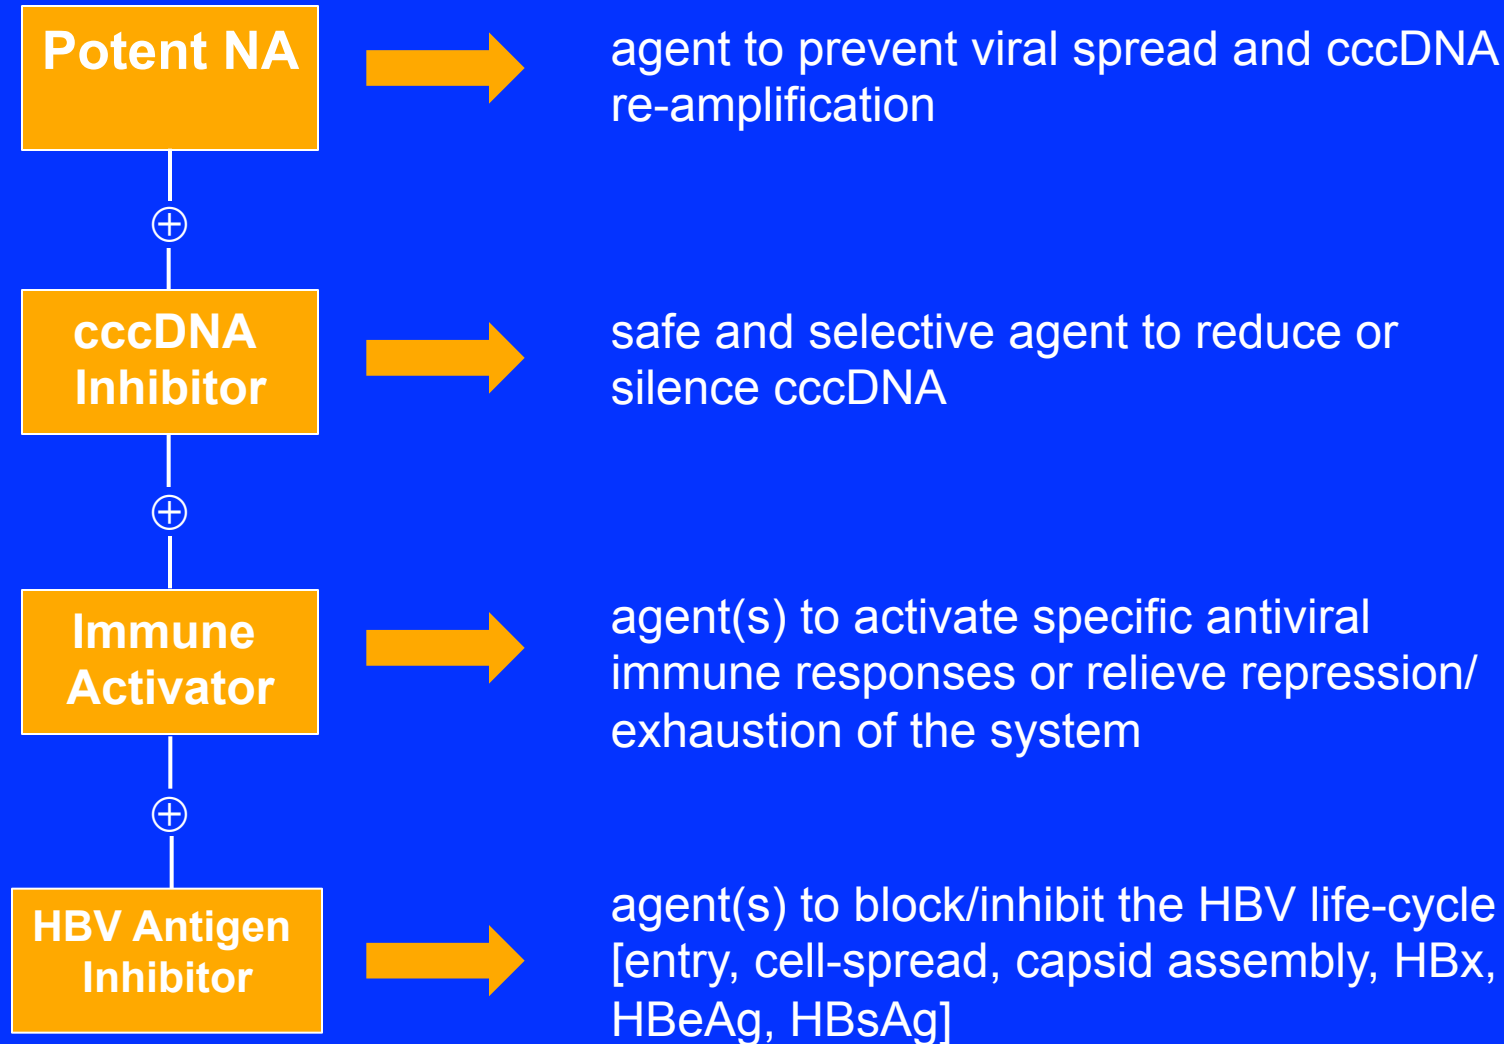 Potent NA
agent to prevent viral spread and cccDNA
re-amplification
cccDNA
Inhibitor
safe and selective agent to reduce or
silence cccDNA
Immune
Activator
agent(s) to activate specific antiviral
immune responses or relieve repression/
exhaustion of the system
HBV Antigen
Inhibitor
agent(s) to block/inhibit the HBV life-cycle
[entry, cell-spread, capsid assembly, HBx,
HBeAg, HBsAg]